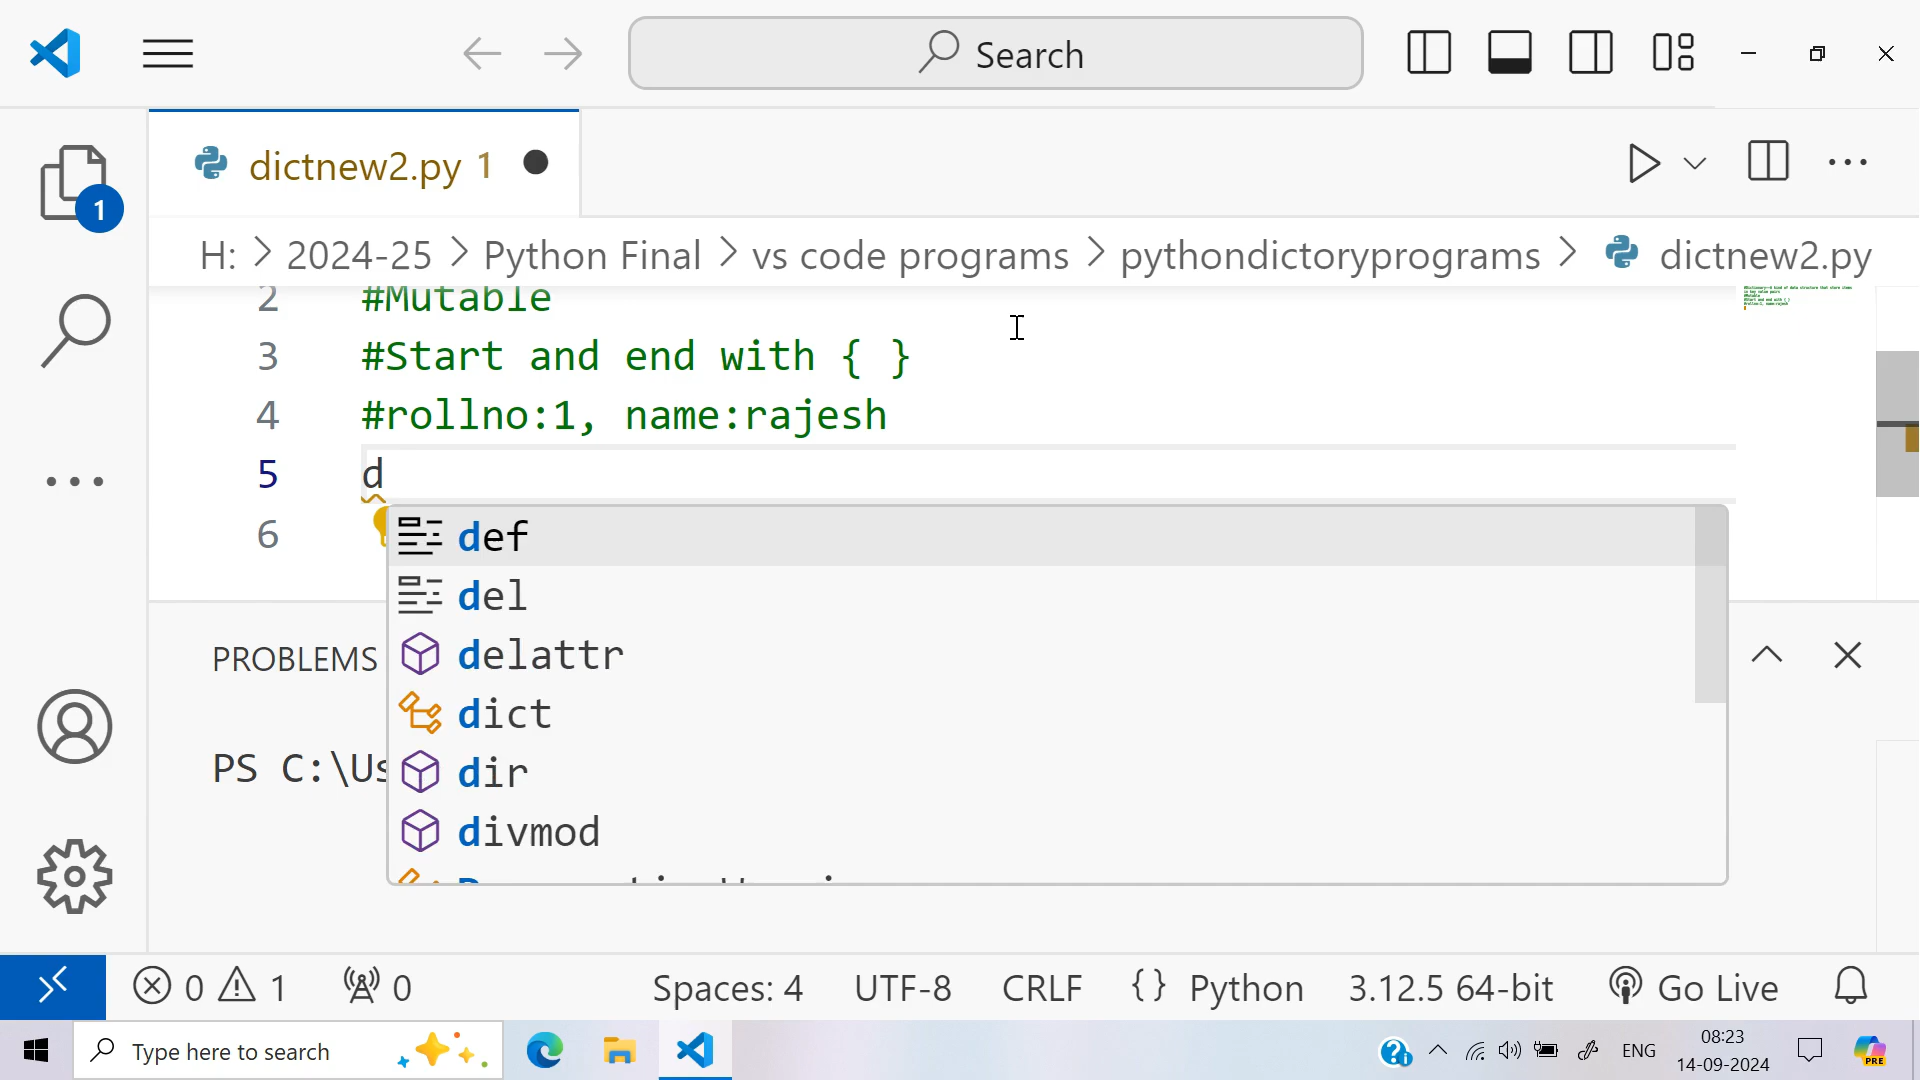 Search
dictnew2.py 1
1
H: > 2024-25 > Python Final > vs code programs > pythondictoryprograms > dictnew2.py
2 #Mutable
3 #Start and end with { }
4 #rollno:1, name:rajesh
5 d
6
def
del
delattr
dict
dir
divmod
PROBLEMS
PS C:\Us
0 1 0 Spaces: 4 UTF-8 CRLF {} Python 3.12.5 64-bit Go Live
Type here to search ENG 08:23
14-09-2024
PRE